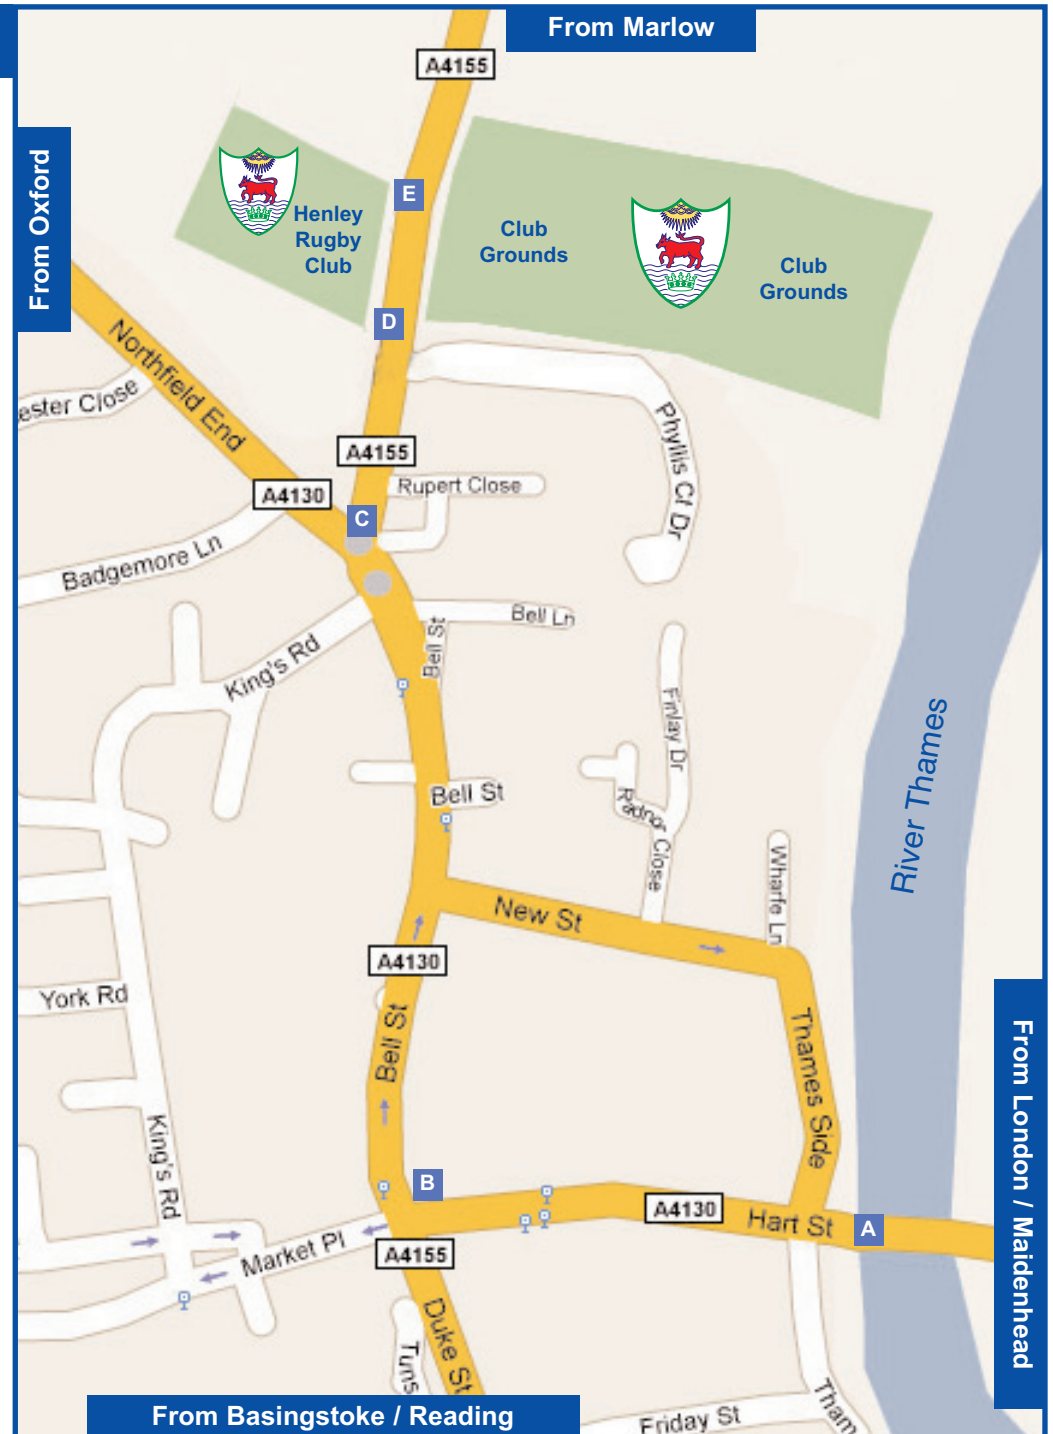 From Marlow
A4155
From Oxford
E
Henley
Rugby
Club
Club
Grounds
Club
Grounds
D
Northfield End
ester Close
Phyllis Ct Dr
A4155
Rupert Close
A4130
C
Badgemore Ln
Bell Ln
Bell St
King's Rd
Finlay Dr
River Thames
Bell St
Radnor Close
Wharfe Ln
New St
A4130
York Rd
Bell St
Thames Side
From London / Maidenhead
King's Rd
B
A4130
Hart St
A
Market Pl
A4155
Duke St
Tuns
Tham
Friday St
From Basingstoke / Reading